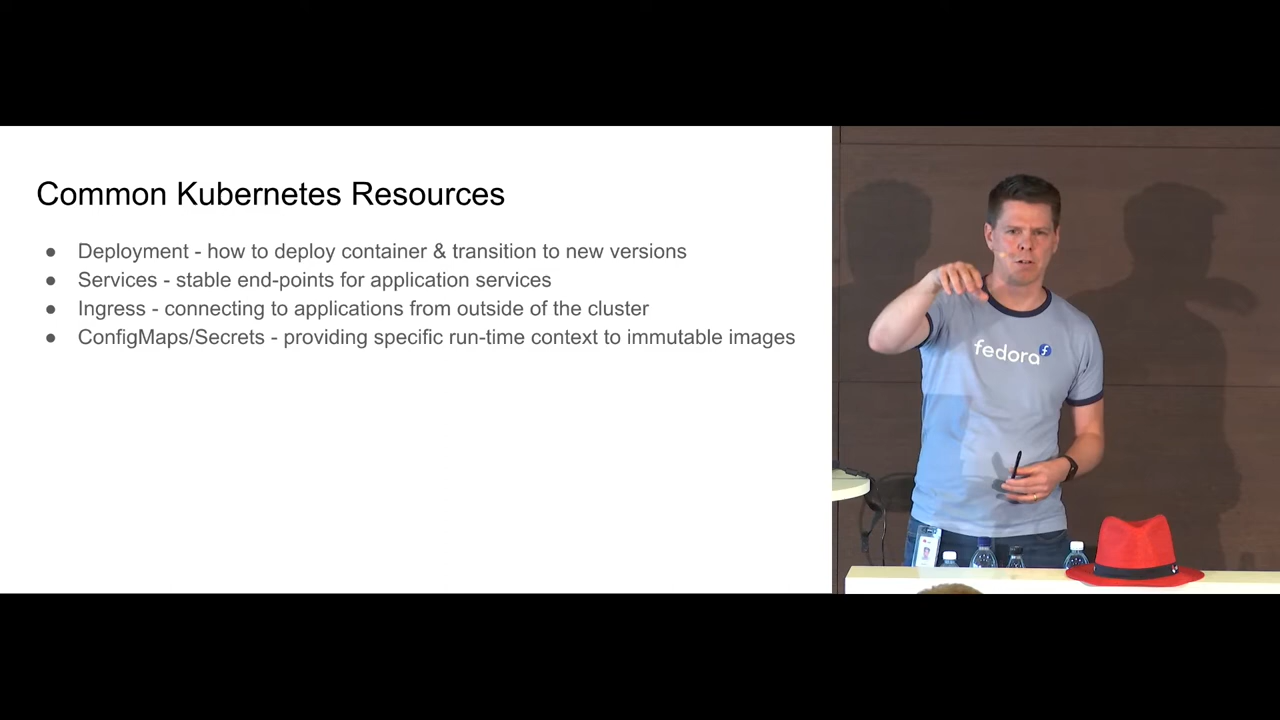 Common Kubernetes Resources
● Deployment - how to deploy container & transition to new versions
● Services - stable end-points for application services
● Ingress - connecting to applications from outside of the cluster
● ConfigMaps/Secrets - providing specific run-time context to immutable images
fedora